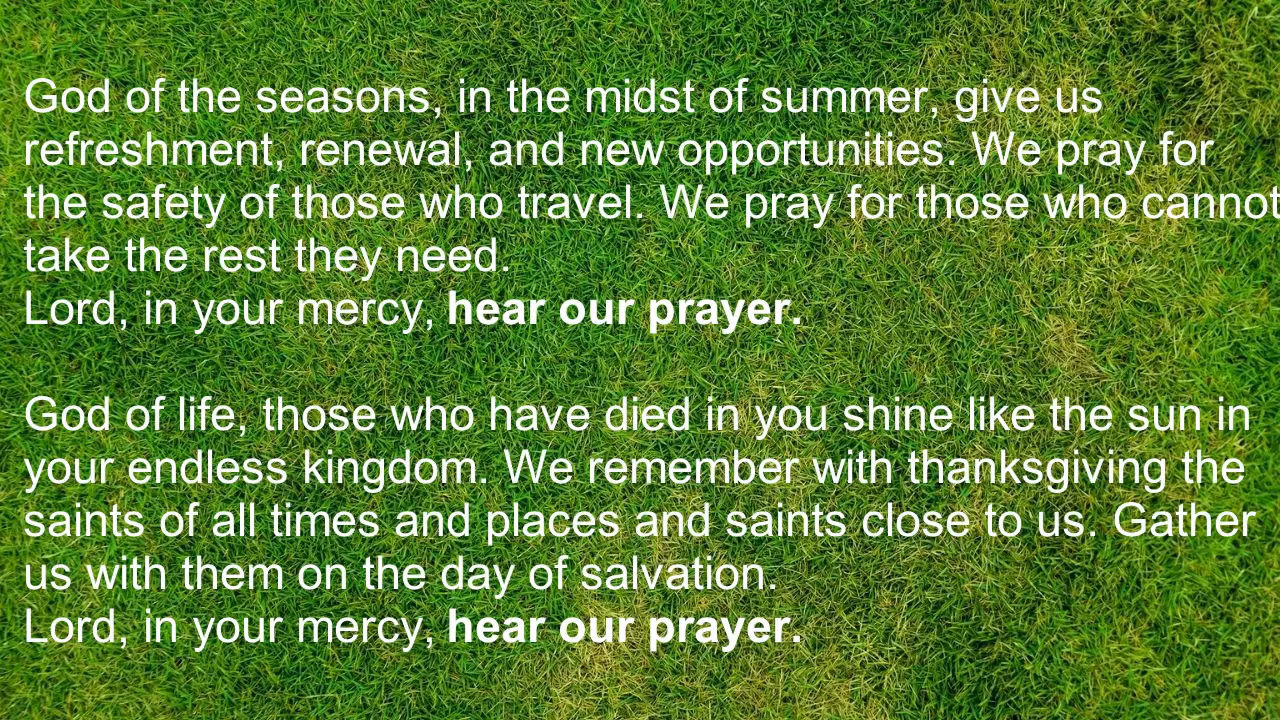 God of the seasons, in the midst of summer, give us
refreshment, renewal, and new opportunities. We pray for
the safety of those who travel. We pray for those who cannot
take the rest they need.
Lord, in your mercy, hear our prayer.
God of life, those who have died in you shine like the sun in
your endless kingdom. We remember with thanksgiving the
saints of all times and places and saints close to us. Gather
us with them on the day of salvation.
Lord, in your mercy, hear our prayer.